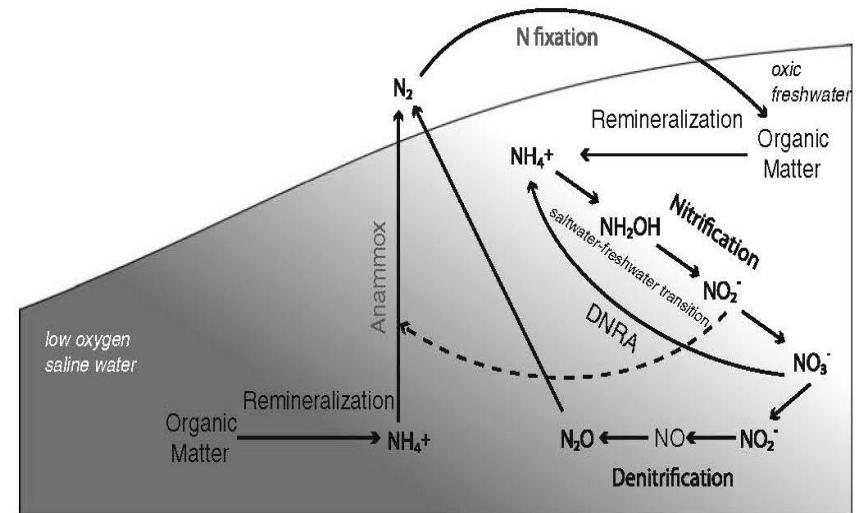 N fixation
N₂
oxic
freshwater
Remineralization
Organic
Matter
NH₄+
NH₂OH
Nitrification
saltwater-freshwater transition
NO₂⁻
DNRA
Anammox
NO₃⁻
low oxygen
saline water
Remineralization
Organic
Matter
NH₄+
N₂O
NO
NO₂⁻
Denitrification